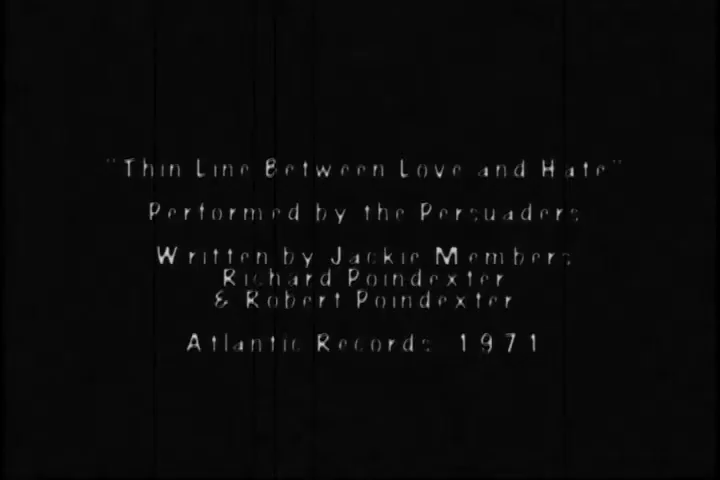 "Thin Line Between Love and Hate"
Performed by the Persuaders
Written by Jackie Members
Richard Poindexter
& Robert Poindexter
Atlantic Records 1971